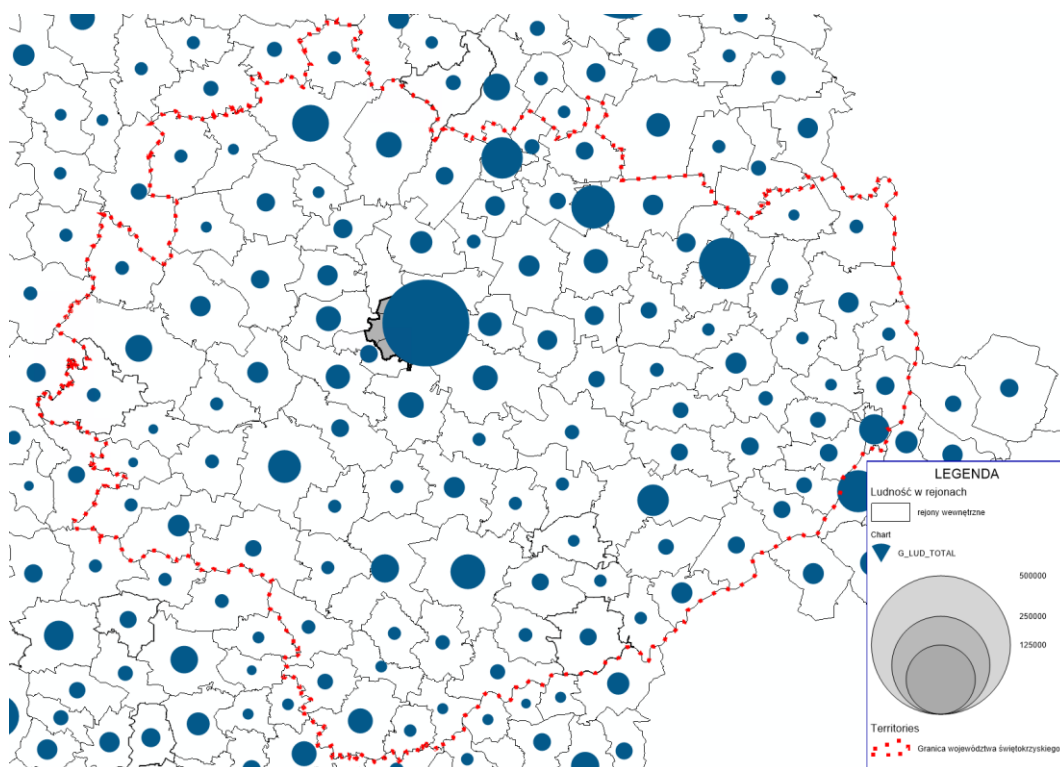 LEGENDA
Ludność w rejonach
rejony wewnętrzne
Chart
G_LUD_TOTAL
500000
250000
125000
Territories
Granica województwa świętokrzyskiego